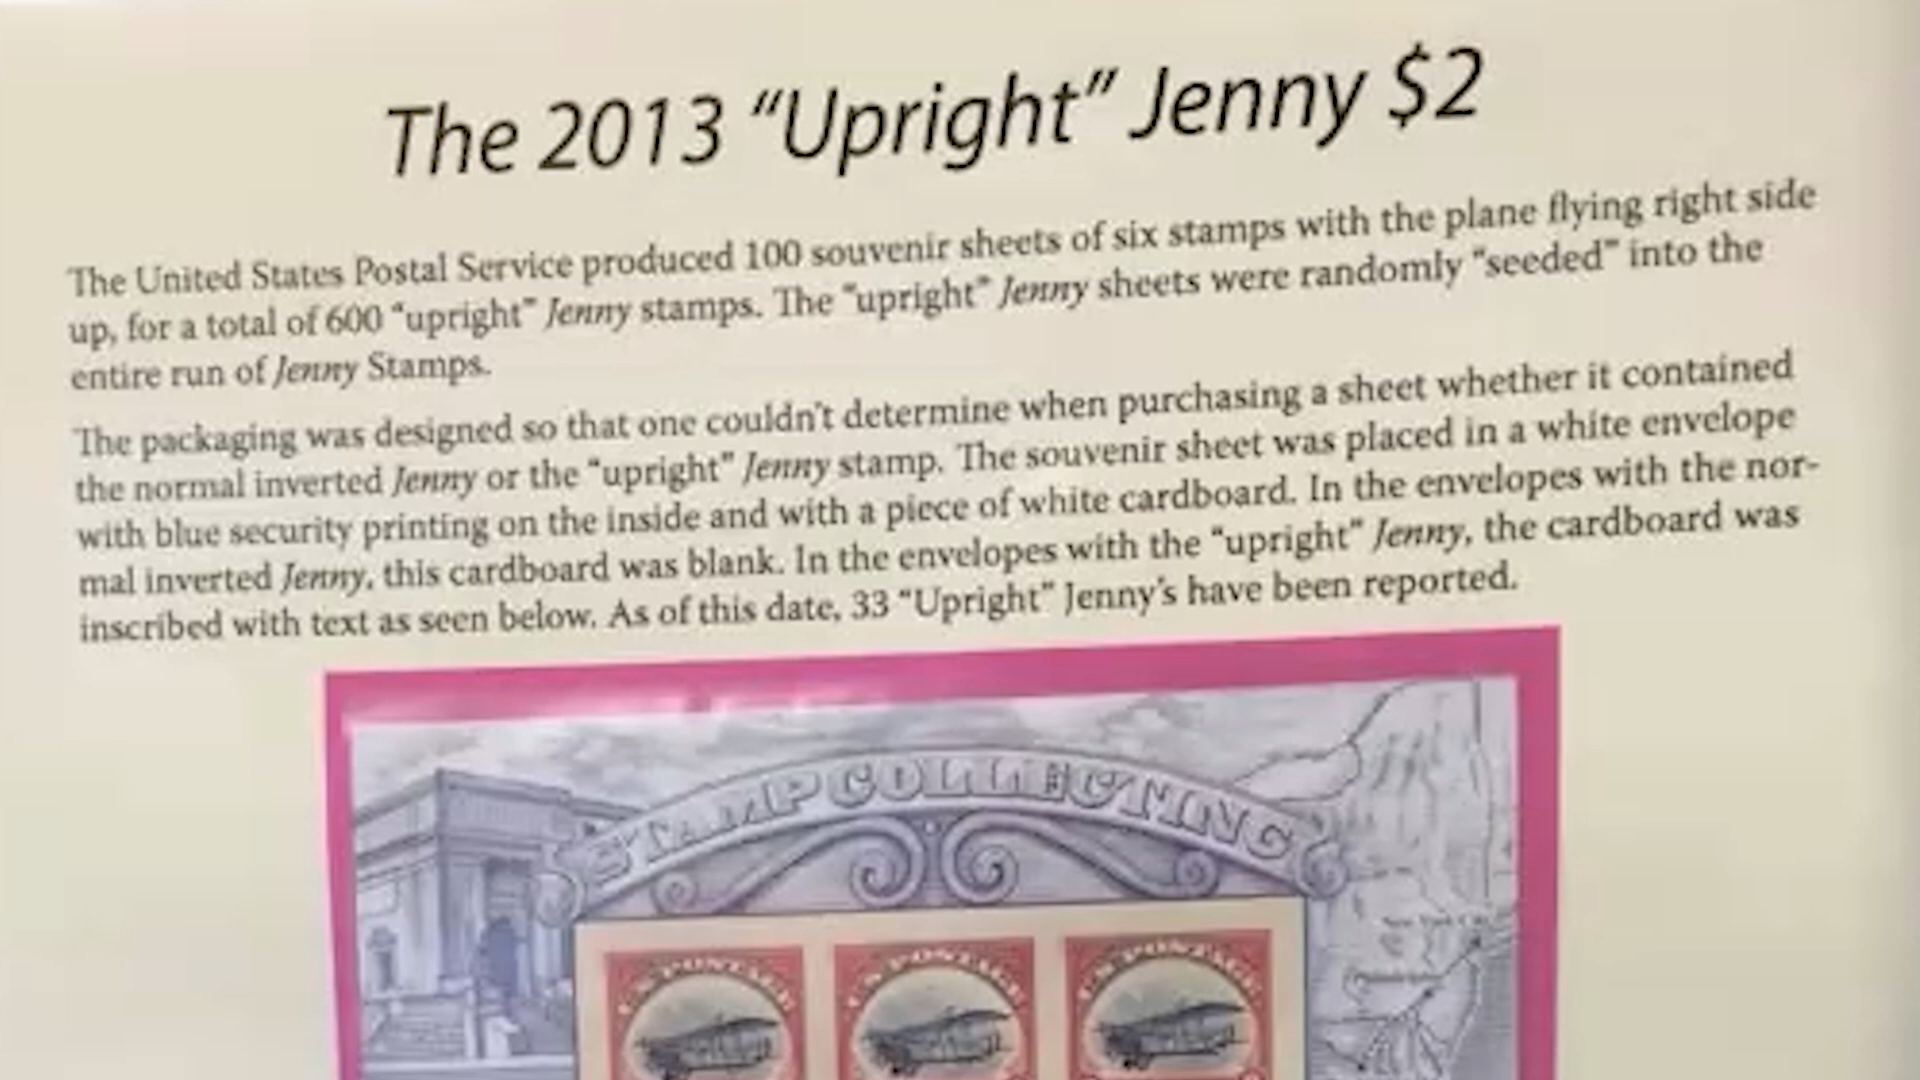 The 2013 “Upright” Jenny $2
The United States Postal Service produced 100 souvenir sheets of six stamps with the plane flying right side
up, for a total of 600 “upright” Jenny stamps. The “upright” Jenny sheets were randomly “seeded” into the
entire run of Jenny Stamps.
The packaging was designed so that one couldn’t determine when purchasing a sheet whether it contained
the normal inverted Jenny or the “upright” Jenny stamp. The souvenir sheet was placed in a white envelope
with blue security printing on the inside and with a piece of white cardboard. In the envelopes with the nor-
mal inverted Jenny, this cardboard was blank. In the envelopes with the “upright” Jenny, the cardboard was
inscribed with text as seen below. As of this date, 33 “Upright” Jenny’s have been reported.
STAMP COLLECTING
New York
U.S. POSTAGE
U.S. POSTAGE
U.S. POSTAGE